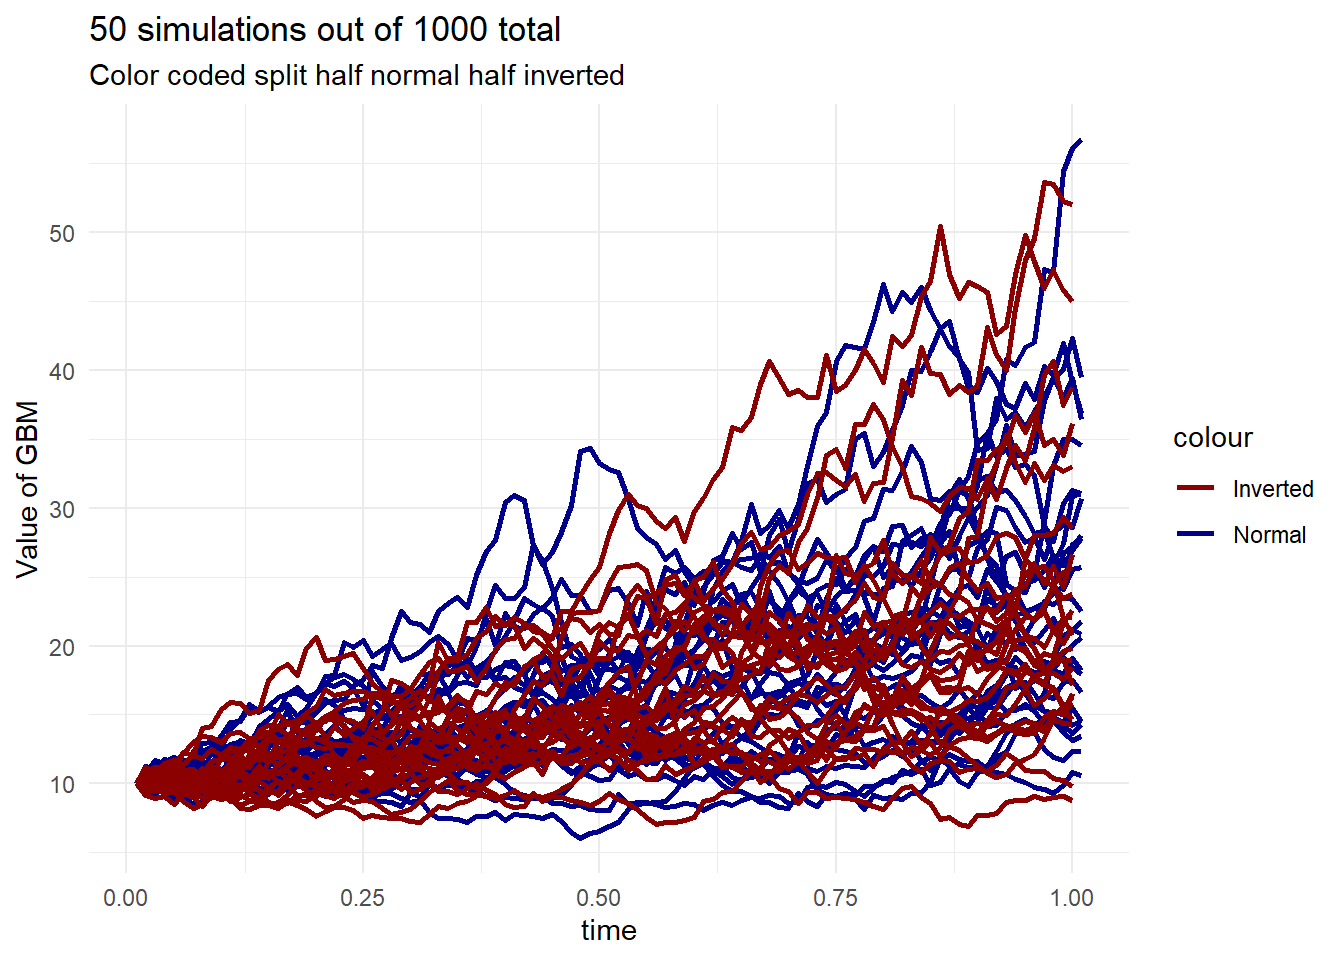 50 simulations out of 1000 total
Color coded split half normal half inverted
Value of GBM
50
40
30
20
10
0.00
0.25
0.50
0.75
1.00
time
colour
Inverted
Normal